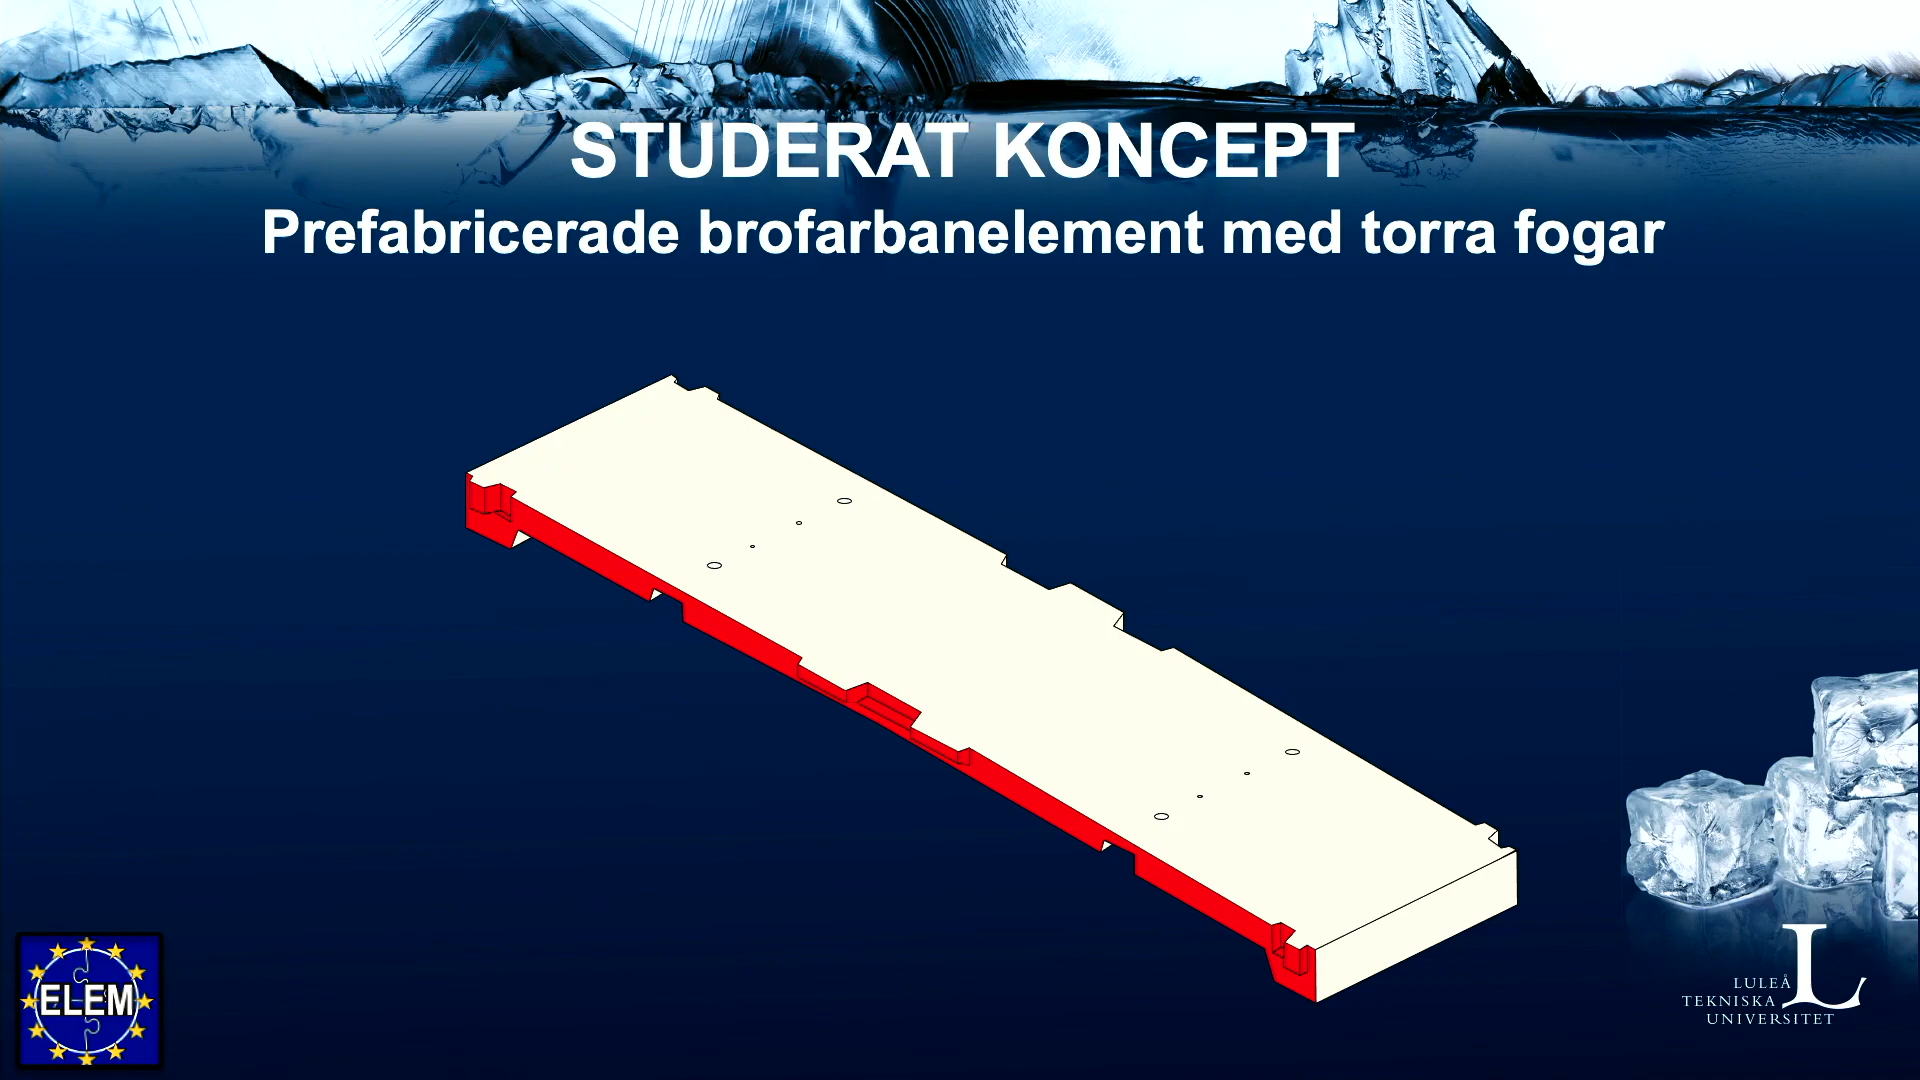 STUDERAT KONCEPT
Prefabricerade brofarbanelement med torra fogar
ELEM
L
LULEÅ
TEKNISKA
UNIVERSITET